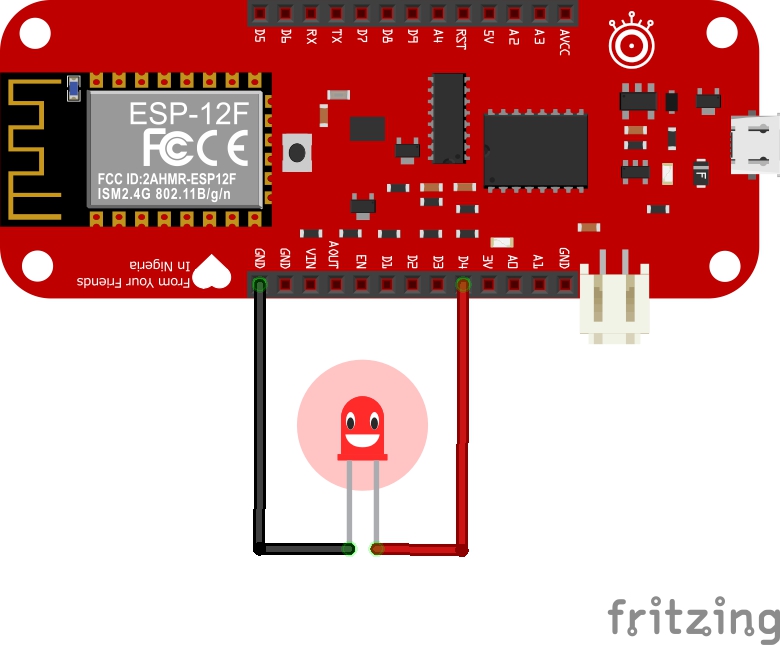 D5 D6 RX TX D7 D8 D9 A4 RST 5V A2 A3 AVCC
ESP-12F
FC CE
FCC ID:2AHMR-ESP12F
ISM2.4G 802.11B/g/n
F
GND GND VIN AOUT EN D1 D2 D3 D4 3V A0 A1 GND
From Your Friends
In Nigeria
fritzing